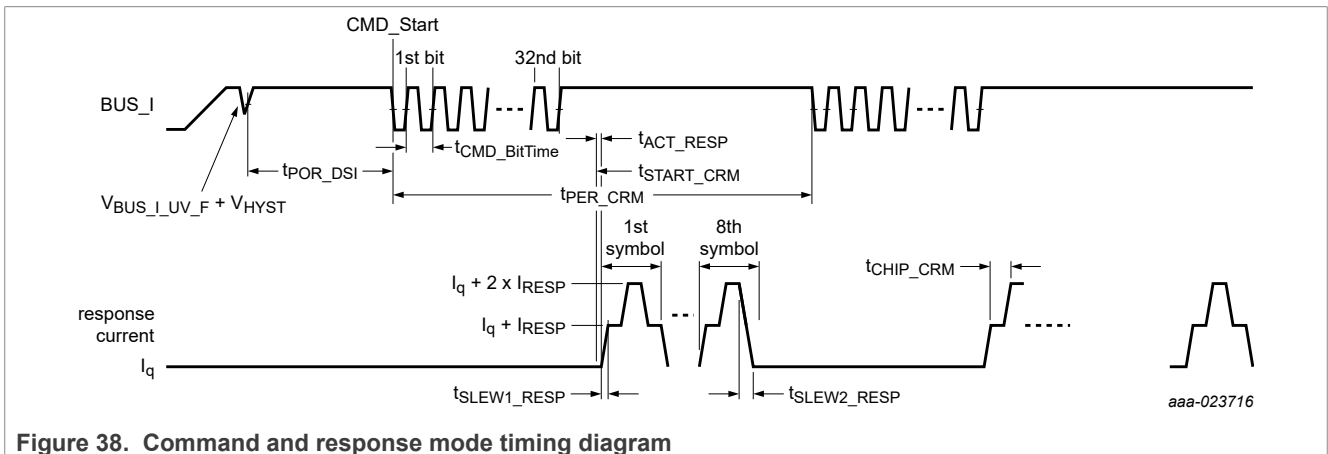 CMD_Start
1st bit
32nd bit
BUS_I
tACT_RESP
tCMD_BitTime
tPOR_DSI
tSTART_CRM
tPER_CRM
VBUS_I_UV_F + VHYST
1st symbol
8th symbol
tCHIP_CRM
Iq + 2 x IRESP
response current
Iq + IRESP
Iq
tSLEW1_RESP
tSLEW2_RESP
aaa-023716
Figure 38. Command and response mode timing diagram